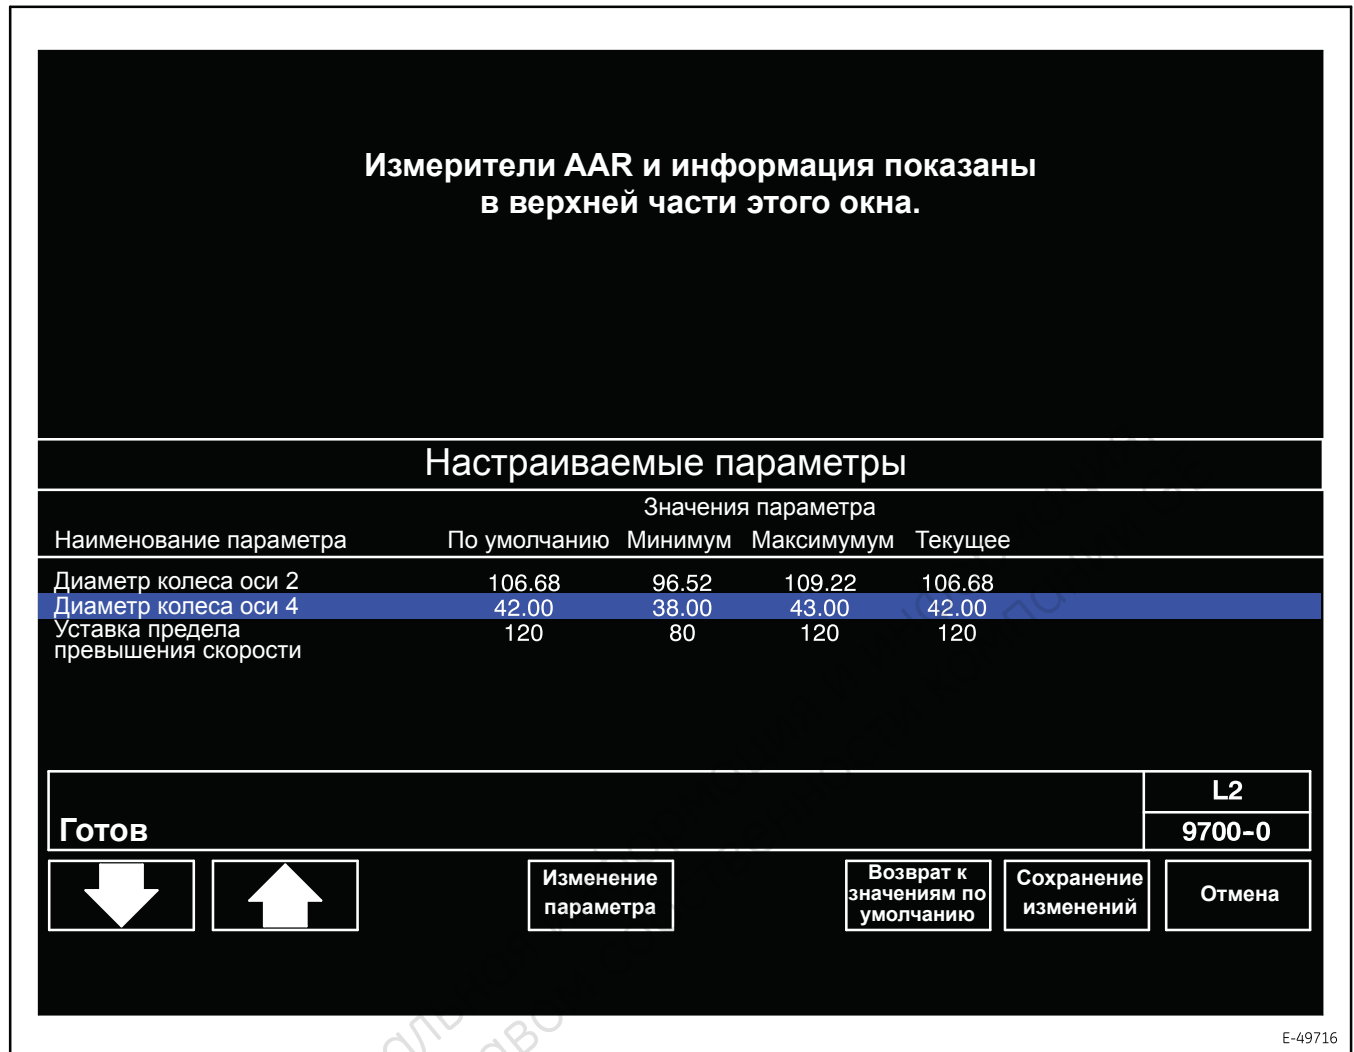 Измерители AAR и информация показаны
в верхней части этого окна.
Настраиваемые параметры
Значения параметра
Наименование параметра По умолчанию Минимум Максимумум Текущее
Диаметр колеса оси 2 106.68 96.52 109.22 106.68
Диаметр колеса оси 4 42.00 38.00 43.00 42.00
Уставка предела 120 80 120 120
превышения скорости
L2
Готов
9700-0
Изменение
параметра
Возврат к
значениям по
умолчанию
Сохранение
изменений
Отмена
E-49716